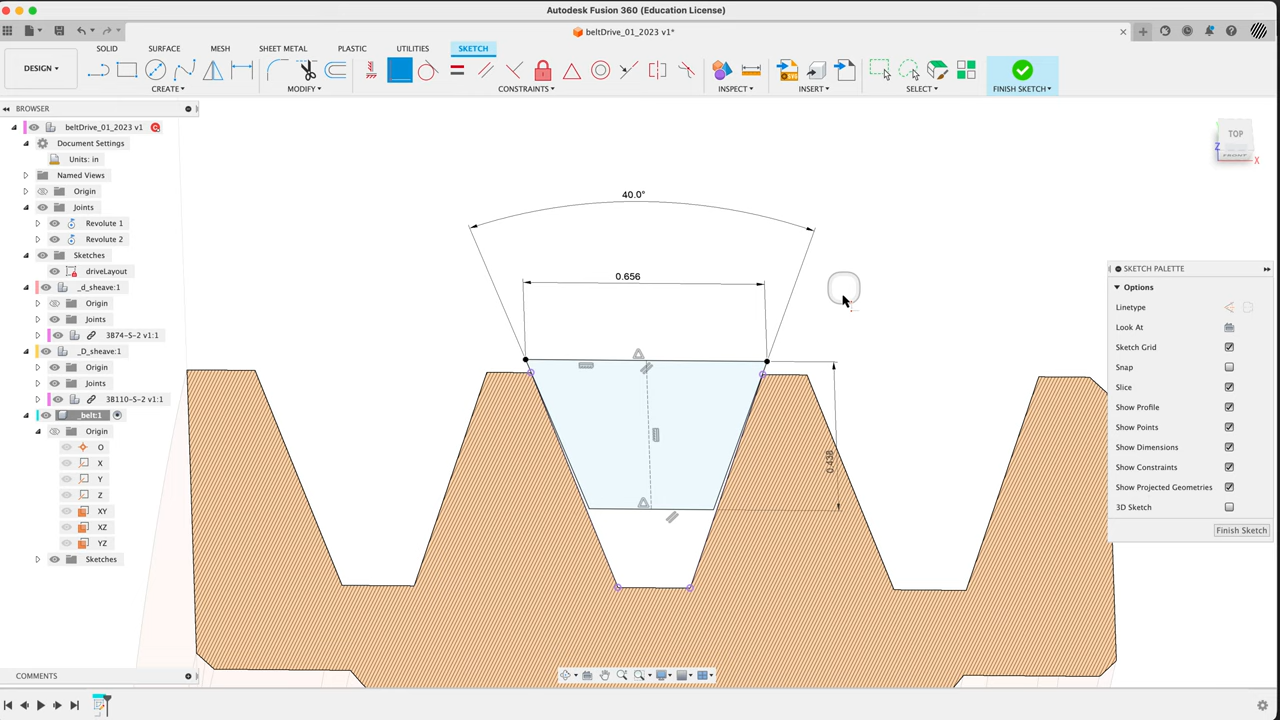 Autodesk Fusion 360 (Education License)
beltDrive_01_2023 v1*
SOLID SURFACE MESH SHEET METAL PLASTIC UTILITIES SKETCH
DESIGN
CREATE MODIFY CONSTRAINTS INSPECT INSERT SELECT FINISH SKETCH
BROWSER
beltDrive_01_2023 v1
Document Settings
Units: in
Named Views
Origin
Joints
Revolute 1
Revolute 2
Sketches
driveLayout
_d_sheave:1
Origin
Joints
3B74-S-2 v1:1
_D_sheave:1
Origin
Joints
3B110-S-2 v1:1
_belt:1
Origin
O
X
Y
Z
XY
XZ
YZ
Sketches
40.0°
0.656
0.438
TOP
FRONT
Z
X
SKETCH PALETTE
Options
Linetype
Look At
Sketch Grid
Snap
Slice
Show Profile
Show Points
Show Dimensions
Show Constraints
Show Projected Geometries
3D Sketch
Finish Sketch
COMMENTS